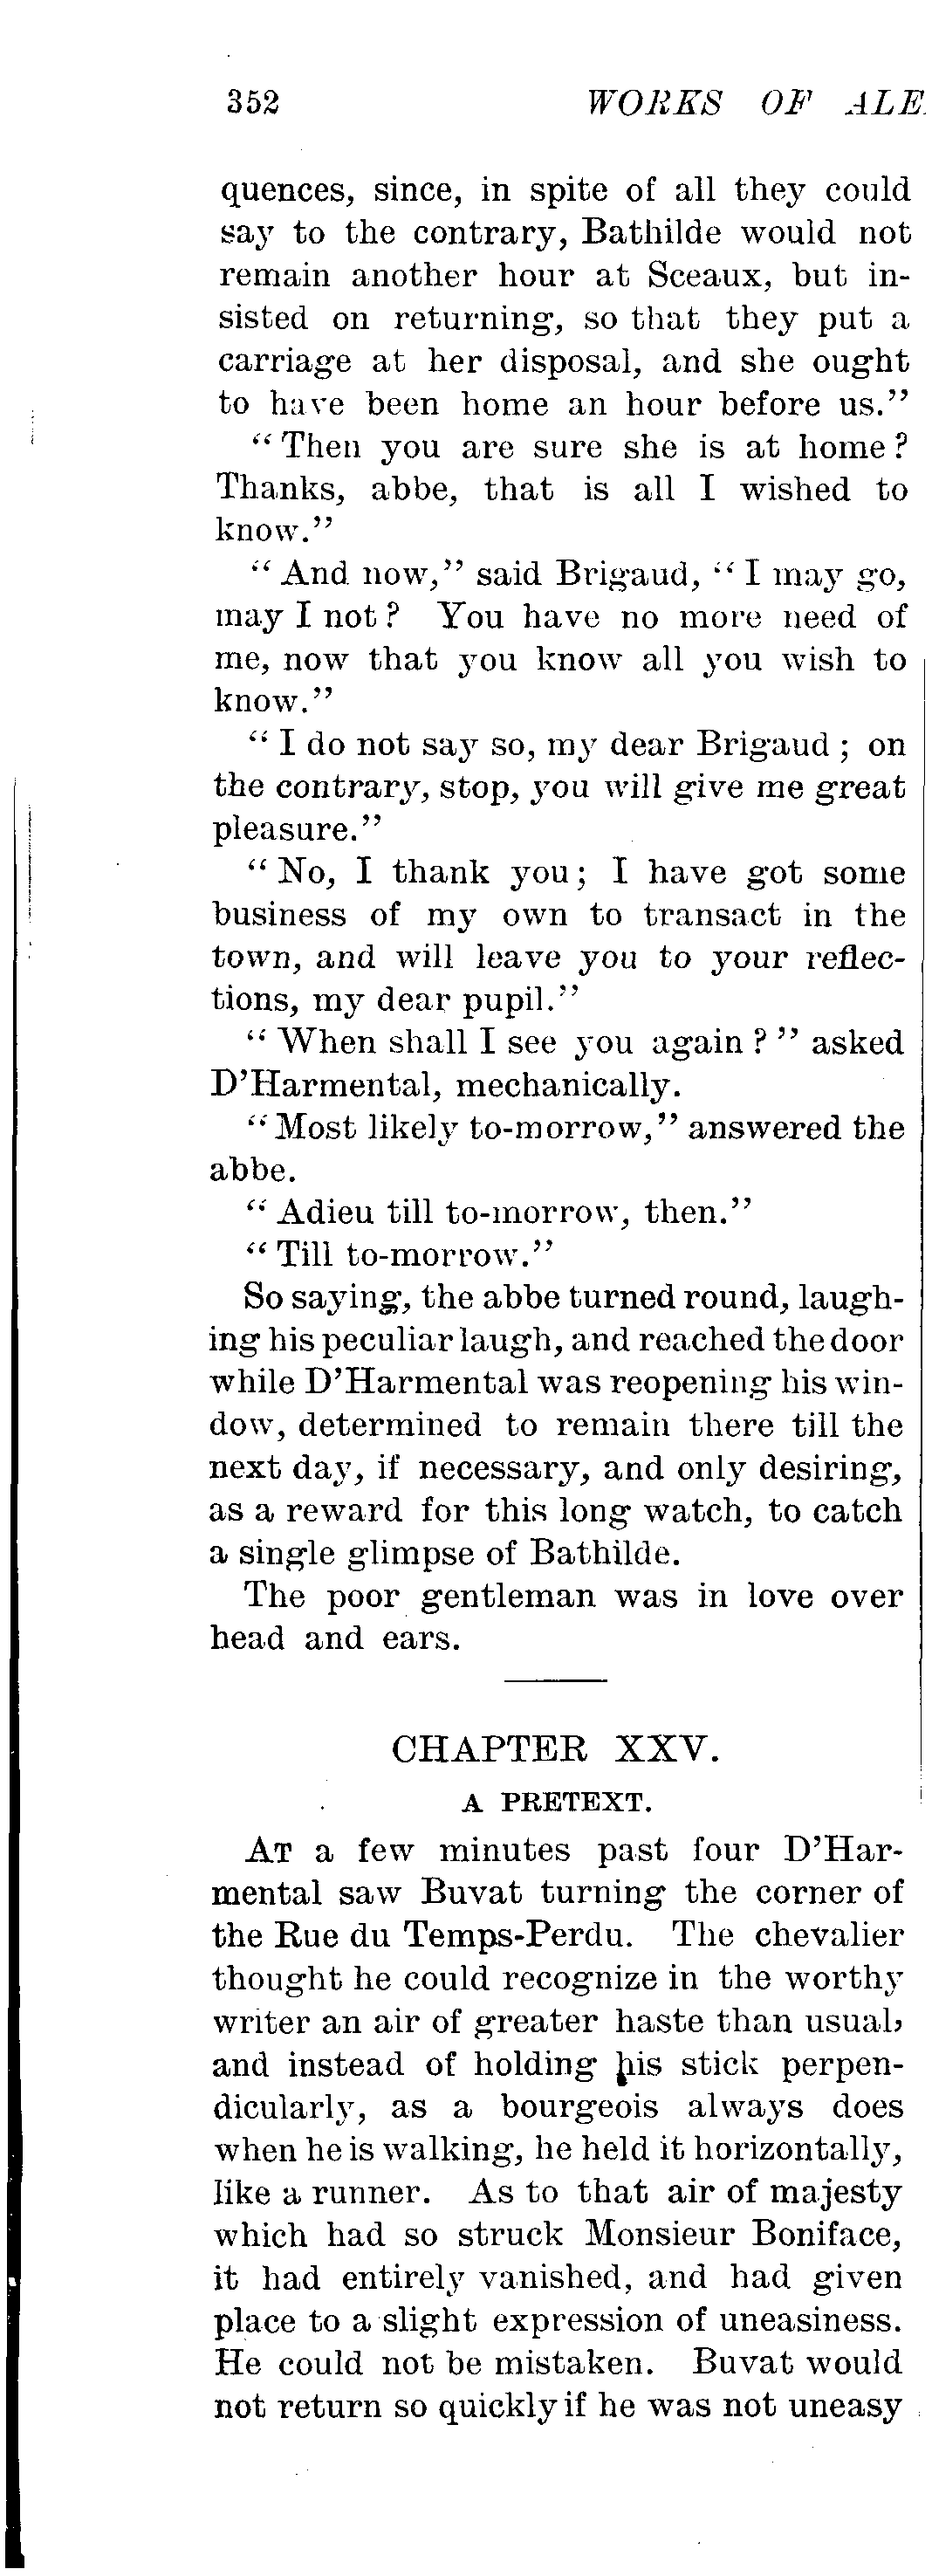 352 WORKS OF ALE
quences, since, in spite of all they could
say to the contrary, Bathilde would not
remain another hour at Sceaux, but in-
sisted on returning, so that they put a
carriage at her disposal, and she ought
to have been home an hour before us."
"Then you are sure she is at home?
Thanks, abbe, that is all I wished to
know."
"And now," said Brigaud, "I may go,
may I not? You have no more need of
me, now that you know all you wish to
know."
"I do not say so, my dear Brigaud; on
the contrary, stop, you will give me great
pleasure."
"No, I thank you; I have got some
business of my own to transact in the
town, and will leave you to your reflec-
tions, my dear pupil."
"When shall I see you again?" asked
D'Harmental, mechanically.
"Most likely to-morrow," answered the
abbe.
"Adieu till to-morrow, then."
"Till to-morrow."
So saying, the abbe turned round, laugh-
ing his peculiar laugh, and reached the door
while D'Harmental was reopening his win-
dow, determined to remain there till the
next day, if necessary, and only desiring,
as a reward for this long watch, to catch
a single glimpse of Bathilde.
The poor gentleman was in love over
head and ears.
CHAPTER XXV.
A PRETEXT.
AT a few minutes past four D'Har-
mental saw Buvat turning the corner of
the Rue du Temps-Perdu. The chevalier
thought he could recognize in the worthy
writer an air of greater haste than usual,
and instead of holding his stick perpen-
dicularly, as a bourgeois always does
when he is walking, he held it horizontally,
like a runner. As to that air of majesty
which had so struck Monsieur Boniface,
it had entirely vanished, and had given
place to a slight expression of uneasiness.
He could not be mistaken. Buvat would
not return so quickly if he was not uneasy